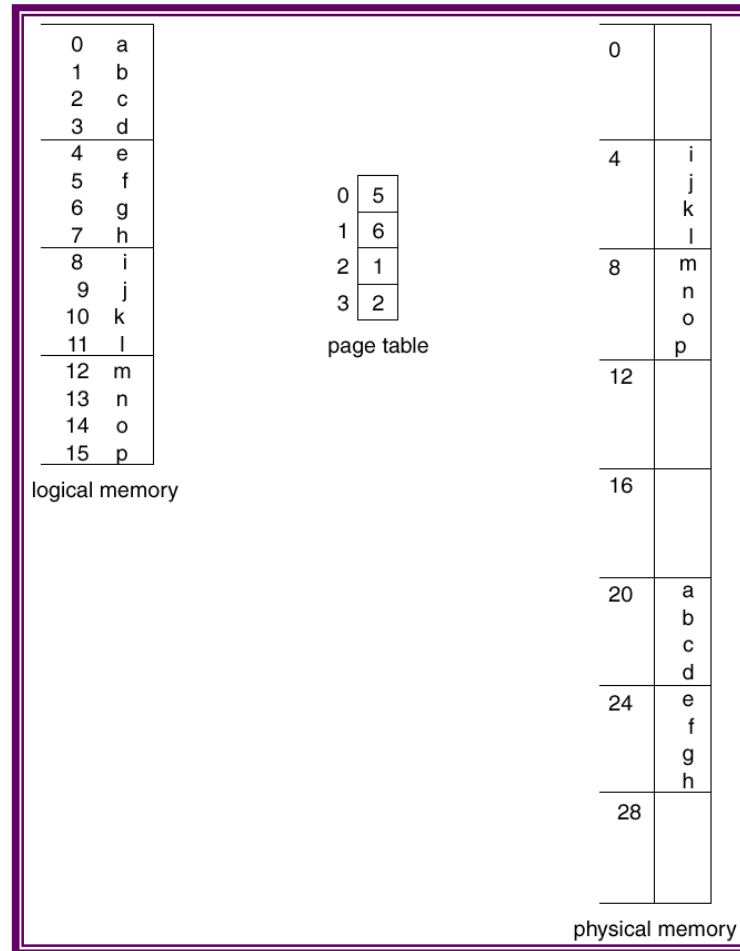 0 a
1 b
2 c
3 d
4 e
5 f
6 g
7 h
8 i
9 j
10 k
11 l
12 m
13 n
14 o
15 p
logical memory
0 5
1 6
2 1
3 2
page table
0
4 i
j
k
l
8 m
n
o
p
12
16
20 a
b
c
d
24 e
f
g
h
28
physical memory